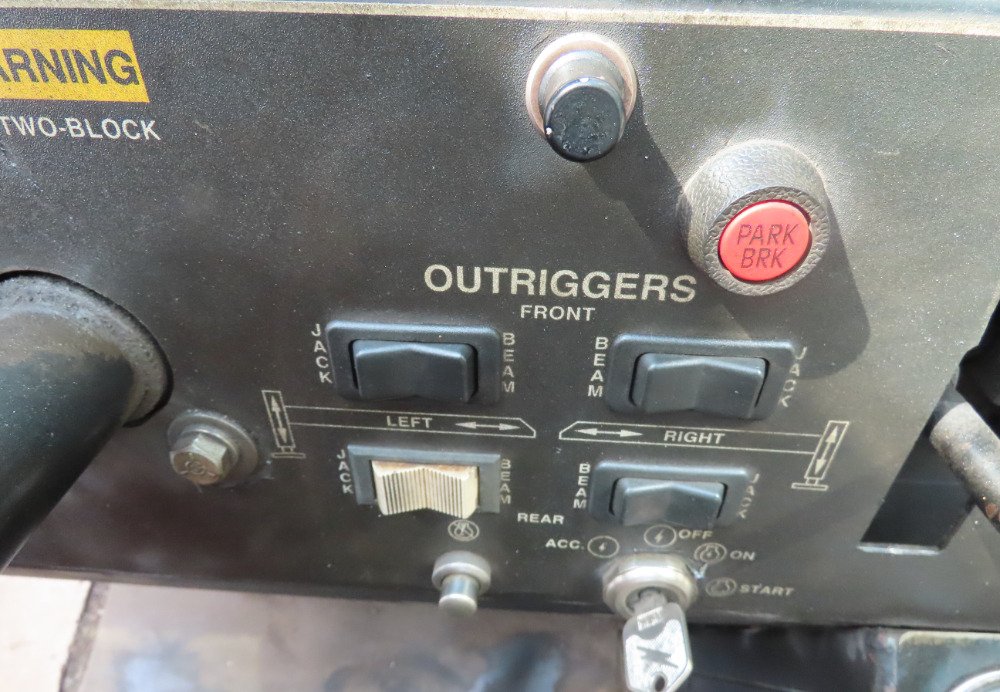 ARNING
TWO-BLOCK
PARK
BRK
OUTRIGGERS
FRONT
JACK
BEAM
BEAM
JACK
LEFT
RIGHT
JACK
BEAM
BEAM
JACK
REAR
ACC.
OFF
ON
START